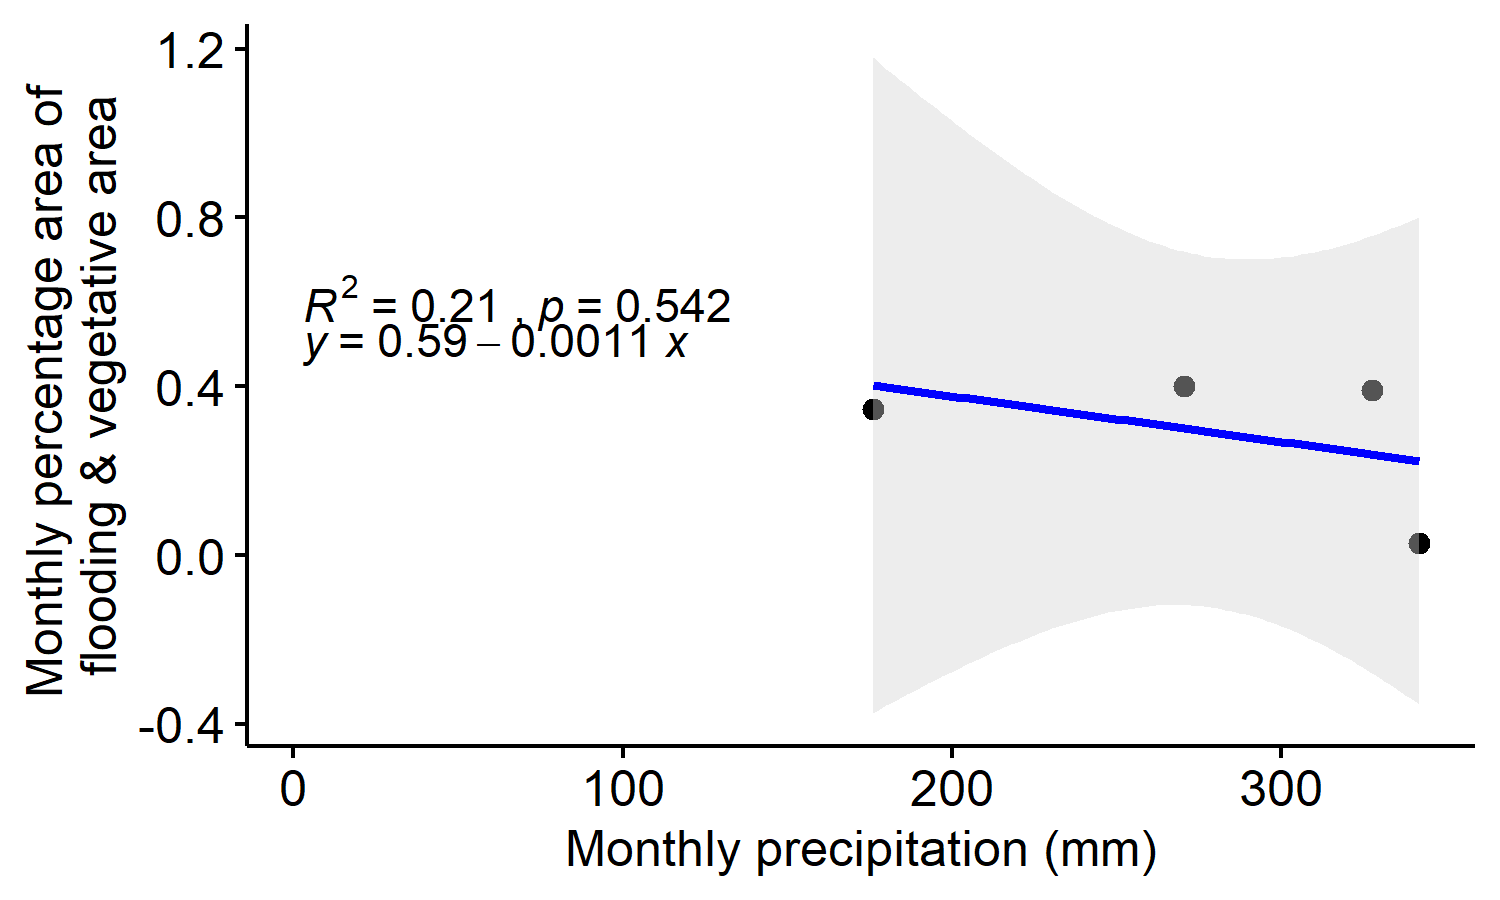 Monthly percentage area of
flooding & vegetative area
1.2
0.8
0.4
0.0
-0.4
R² = 0.21 , p = 0.542
y = 0.59 – 0.0011 x
0 100 200 300
Monthly precipitation (mm)